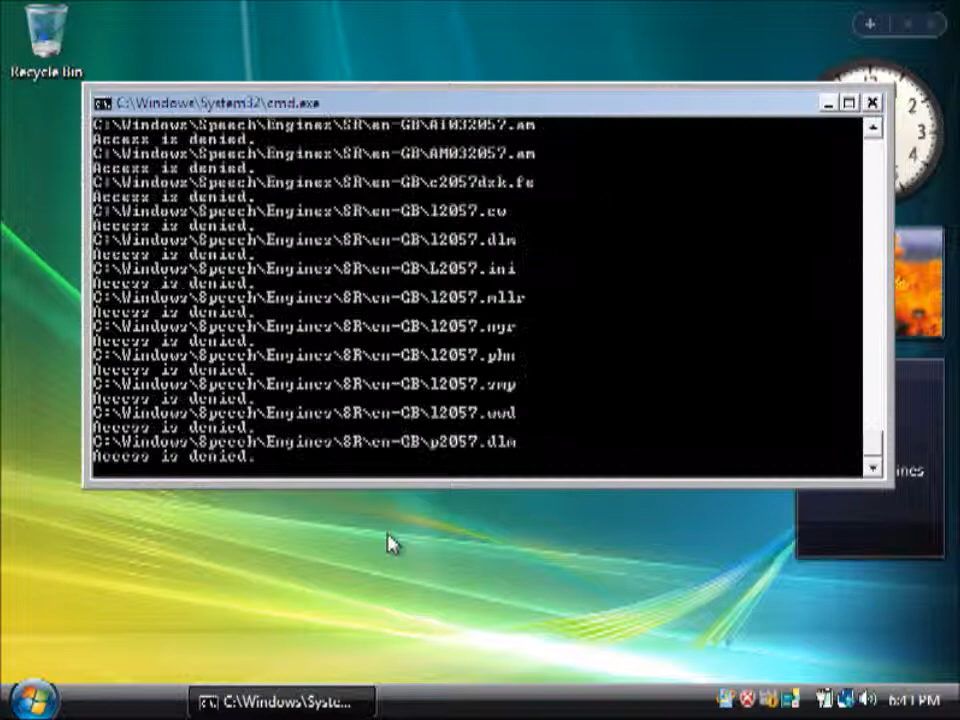 Recycle Bin
C:\Windows\System32\cmd.exe
C:\Windows\Speech\Engines\SR\en-GB\AI032057.am
Access is denied.
C:\Windows\Speech\Engines\SR\en-GB\AM032057.am
Access is denied.
C:\Windows\Speech\Engines\SR\en-GB\c2057dsk.fe
Access is denied.
C:\Windows\Speech\Engines\SR\en-GB\l2057.cw
Access is denied.
C:\Windows\Speech\Engines\SR\en-GB\l2057.dlm
Access is denied.
C:\Windows\Speech\Engines\SR\en-GB\L2057.ini
Access is denied.
C:\Windows\Speech\Engines\SR\en-GB\l2057.mllr
Access is denied.
C:\Windows\Speech\Engines\SR\en-GB\l2057.ngr
Access is denied.
C:\Windows\Speech\Engines\SR\en-GB\l2057.phn
Access is denied.
C:\Windows\Speech\Engines\SR\en-GB\l2057.smp
Access is denied.
C:\Windows\Speech\Engines\SR\en-GB\l2057.wwd
Access is denied.
C:\Windows\Speech\Engines\SR\en-GB\p2057.dlm
Access is denied.
12
2
3
4
ines
C:\Windows\Syste...
6:41 PM